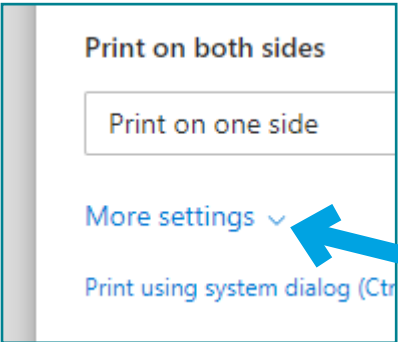 Print on both sides
Print on one side
More settings
Print using system dialog (Ctr